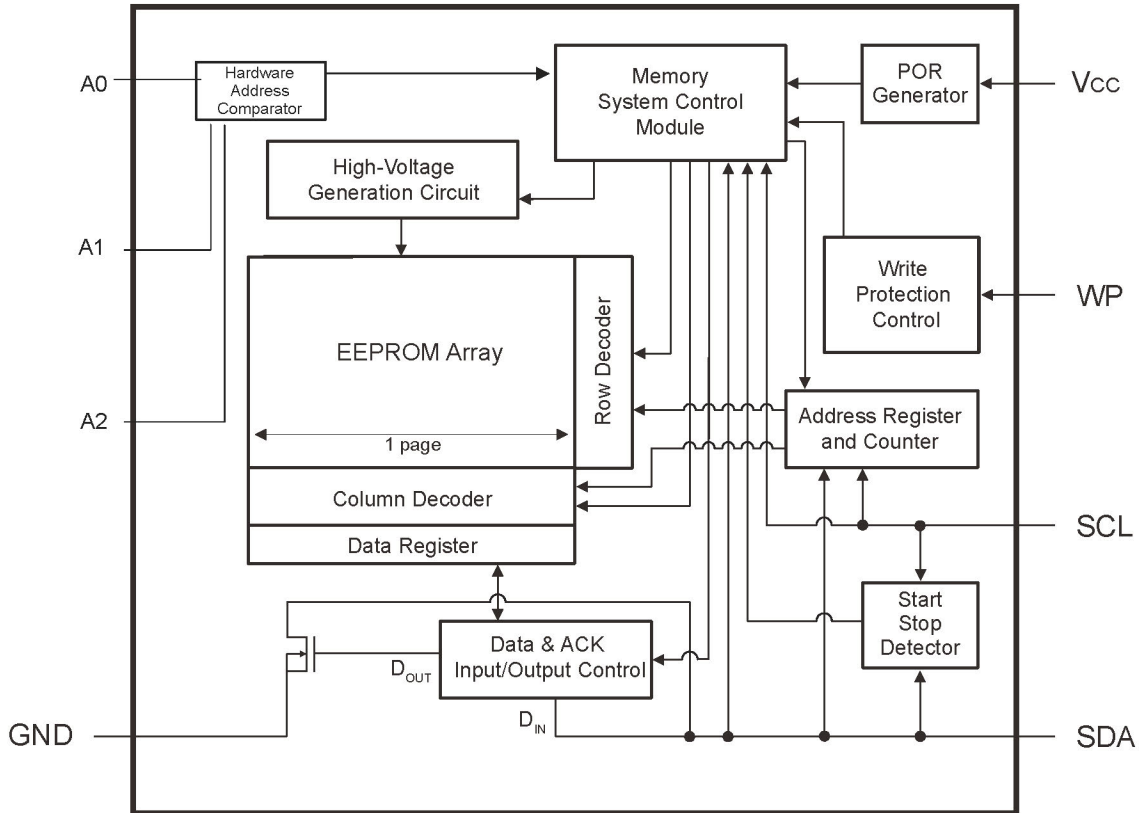 A0
Hardware
Address
Comparator
Memory
System Control
Module
POR
Generator
VCC
High-Voltage
Generation Circuit
A1
Write
Protection
Control
WP
EEPROM Array
Row Decoder
A2
1 page
Address Register
and Counter
Column Decoder
SCL
Data Register
Start
Stop
Detector
Data & ACK
Input/Output Control
DOUT
DIN
GND
SDA